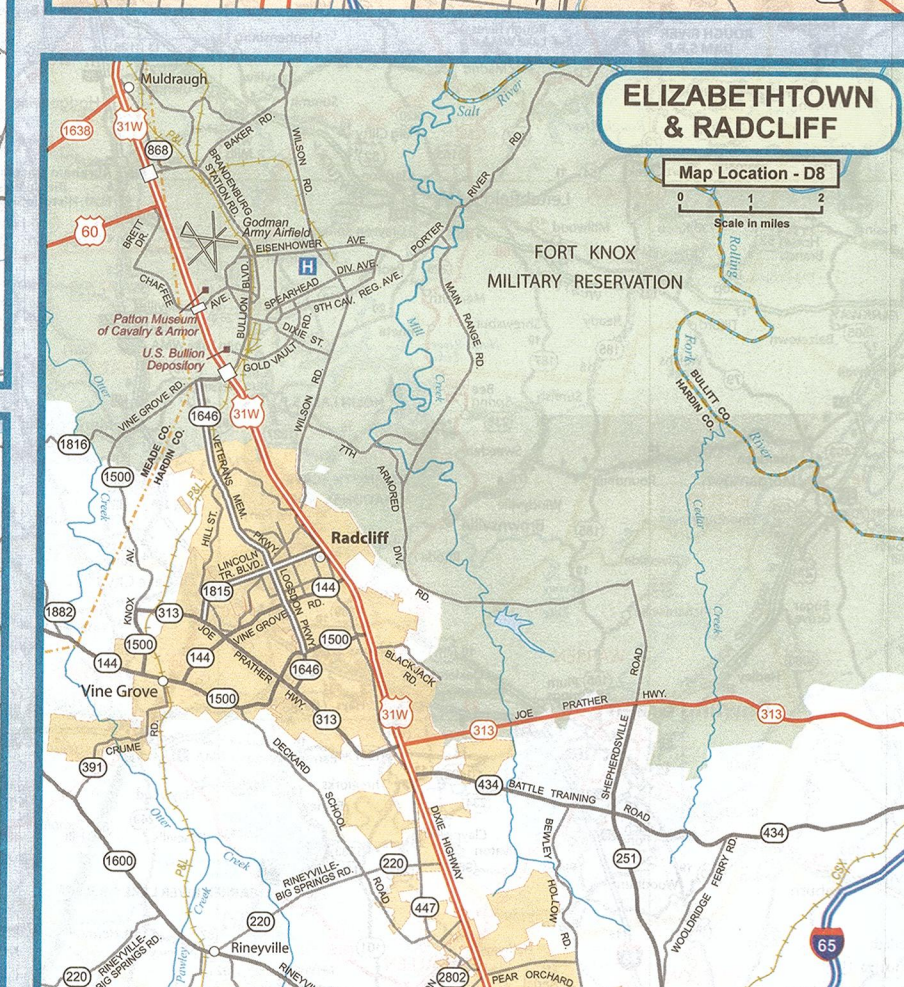 ELIZABETHTOWN
& RADCLIFF
Map Location - D8
0 1 2
Scale in miles
Muldraugh
1638
31W
P&L
868
BAKER RD.
WILSON RD
BRANDENBURG
STATION RD.
Salt River
RIVER RD.
PORTER
60
BRETT
DR.
Godman
Army Airfield
EISENHOWER AVE.
H
DIV. AVE.
SPEARHEAD
9TH CAV. REG. AVE.
CHAFFEE AVE.
BULLION BLVD.
DIXIE ST
RD.
Patton Museum
of Cavalry & Armor
U.S. Bullion
Depository
GOLD VAULT
FORT KNOX
MILITARY RESERVATION
MAIN RANGE RD.
Mill Creek
Rolling Fork River
BULLITT CO.
HARDIN CO.
Otter Creek
VINE GROVE RD.
1646
31W
WILSON RD.
1816
MEADE CO.
HARDIN CO.
1500
VETERANS MEM. PKWY.
7TH ARMORED DIV. RD.
P&L
HILL ST.
Cedar Creek
Radcliff
LINCOLN
TR. BLVD.
LOGSDON PKWY.
1815
144
1882
KNOX AV.
313
VINE GROVE RD.
JOE PRATHER HWY.
1500
1500
144
144
1646
BLACKJACK
RD.
Vine Grove
1500
313
31W
313
JOE PRATHER HWY.
313
SHEPHERDSVILLE ROAD
CRUME RD.
391
DECKARD SCHOOL ROAD
434
BATTLE TRAINING ROAD
434
DIXIE HIGHWAY
BEWLEY HOLLOW RD.
251
WOOLDRIDGE FERRY RD.
CSX
Otter Creek
P&L
1600
220
RINEYVILLE-
BIG SPRINGS RD.
447
220
Rineyville
65
RINEYVILLE-
BIG SPRINGS RD.
220
Pawley Creek
2802
PEAR ORCHARD